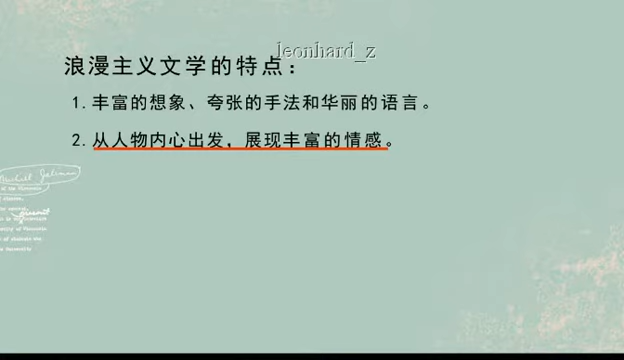 leonhard_z
浪漫主义文学的特点：
1.丰富的想象、夸张的手法和华丽的语言。
2.从人物内心出发，展现丰富的情感。